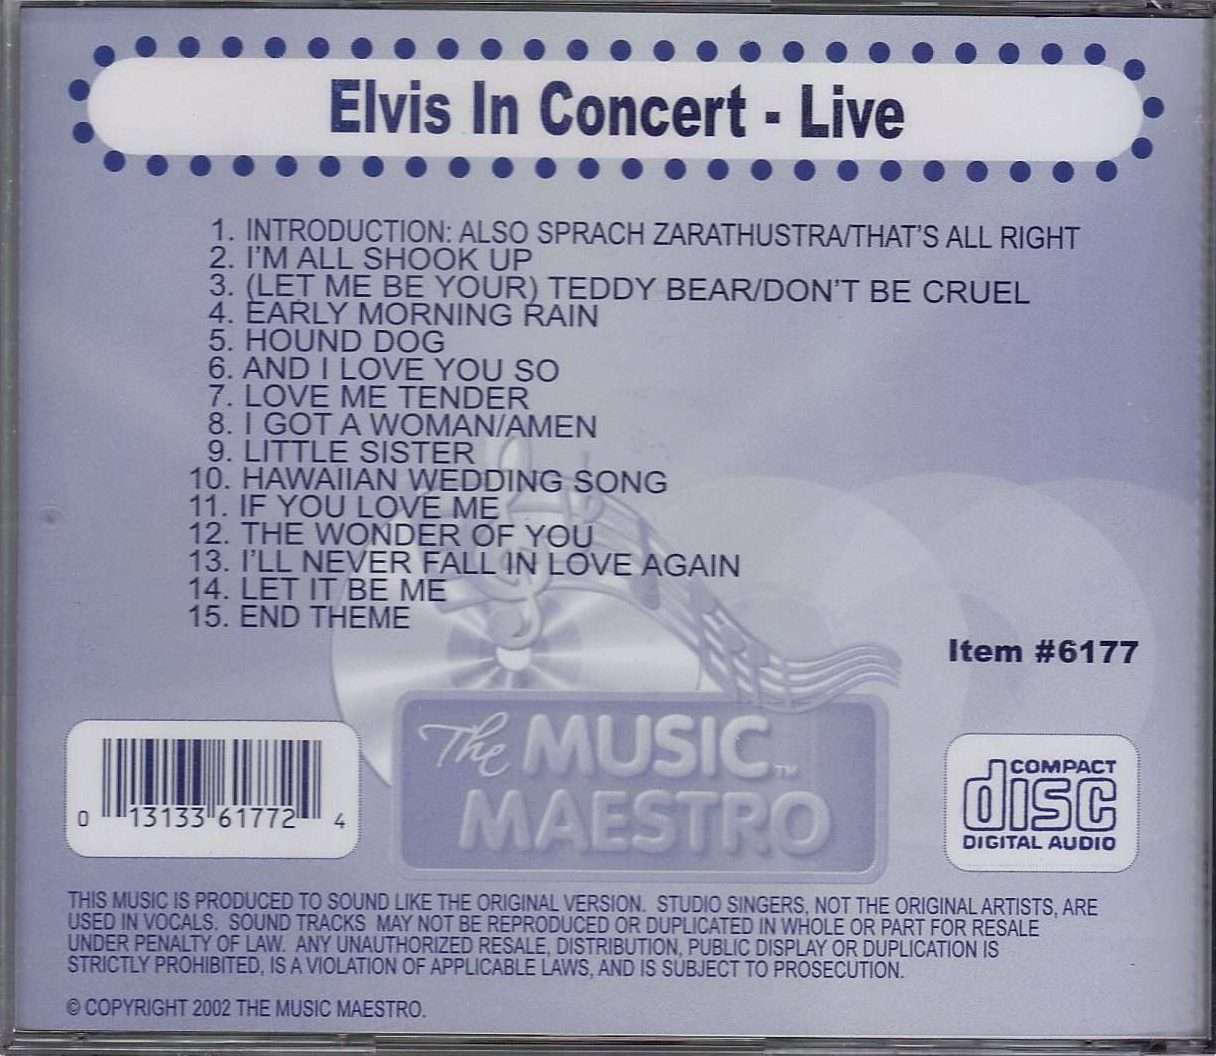 Elvis In Concert - Live
1. INTRODUCTION: ALSO SPRACH ZARATHUSTRA/THAT'S ALL RIGHT
2. I'M ALL SHOOK UP
3. (LET ME BE YOUR) TEDDY BEAR/DON'T BE CRUEL
4. EARLY MORNING RAIN
5. HOUND DOG
6. AND I LOVE YOU SO
7. LOVE ME TENDER
8. I GOT A WOMAN/AMEN
9. LITTLE SISTER
10. HAWAIIAN WEDDING SONG
11. IF YOU LOVE ME
12. THE WONDER OF YOU
13. I'LL NEVER FALL IN LOVE AGAIN
14. LET IT BE ME
15. END THEME
Item #6177
The MUSIC TM
MAESTRO
0 13133 61772 4
COMPACT
disc
DIGITAL AUDIO
THIS MUSIC IS PRODUCED TO SOUND LIKE THE ORIGINAL VERSION. STUDIO SINGERS, NOT THE ORIGINAL ARTISTS, ARE
USED IN VOCALS. SOUND TRACKS MAY NOT BE REPRODUCED OR DUPLICATED IN WHOLE OR PART FOR RESALE
UNDER PENALTY OF LAW. ANY UNAUTHORIZED RESALE, DISTRIBUTION, PUBLIC DISPLAY OR DUPLICATION IS
STRICTLY PROHIBITED, IS A VIOLATION OF APPLICABLE LAWS, AND IS SUBJECT TO PROSECUTION.
© COPYRIGHT 2002 THE MUSIC MAESTRO.